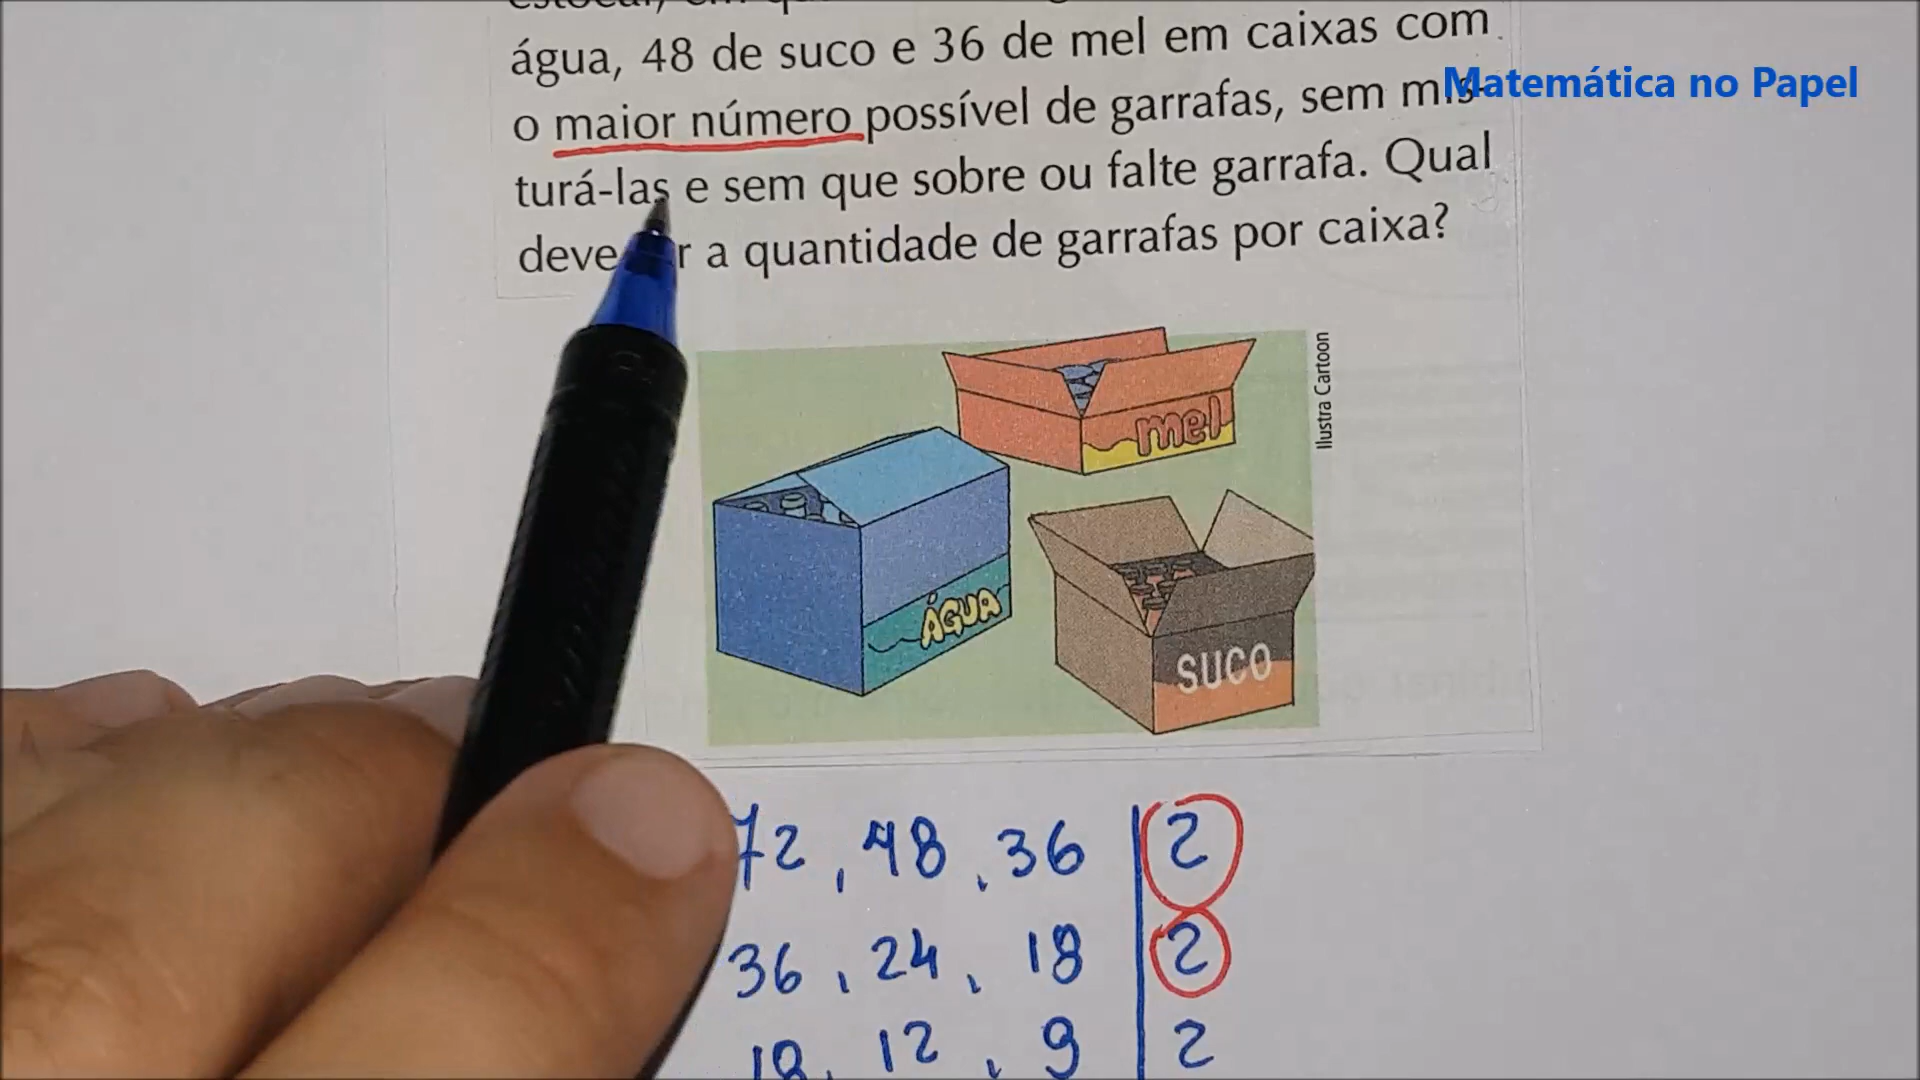 água, 48 de suco e 36 de mel em caixas com
Matemática no Papel
o maior número possível de garrafas, sem mis-
turá-las e sem que sobre ou falte garrafa. Qual
deve r a quantidade de garrafas por caixa?
Ilustra Cartoon
mel
ÁGUA
SUCO
72, 48, 36 | 2
36, 24, 18 | 2
18, 12, 9 | 2